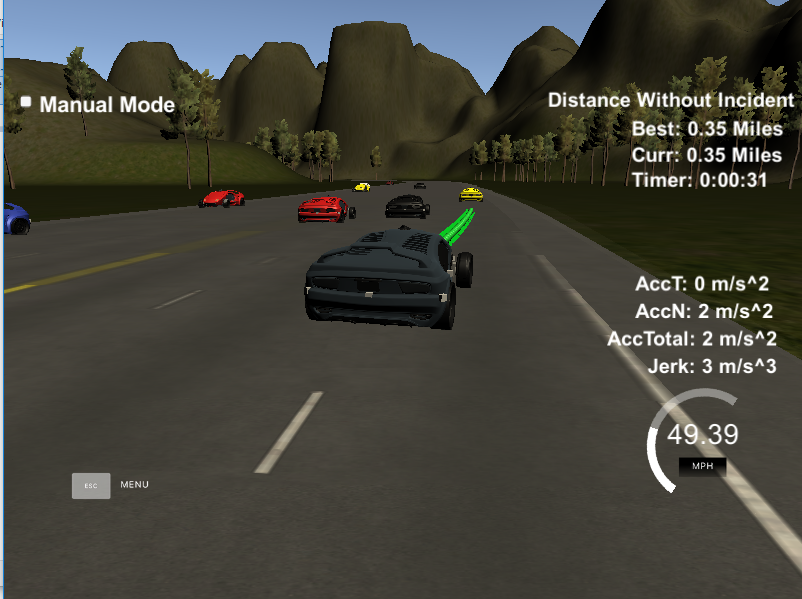 Manual Mode
Distance Without Incident
Best: 0.35 Miles
Curr: 0.35 Miles
Timer: 0:00:31
AccT: 0 m/s^2
AccN: 2 m/s^2
AccTotal: 2 m/s^2
Jerk: 3 m/s^3
49.39
MPH
ESC MENU